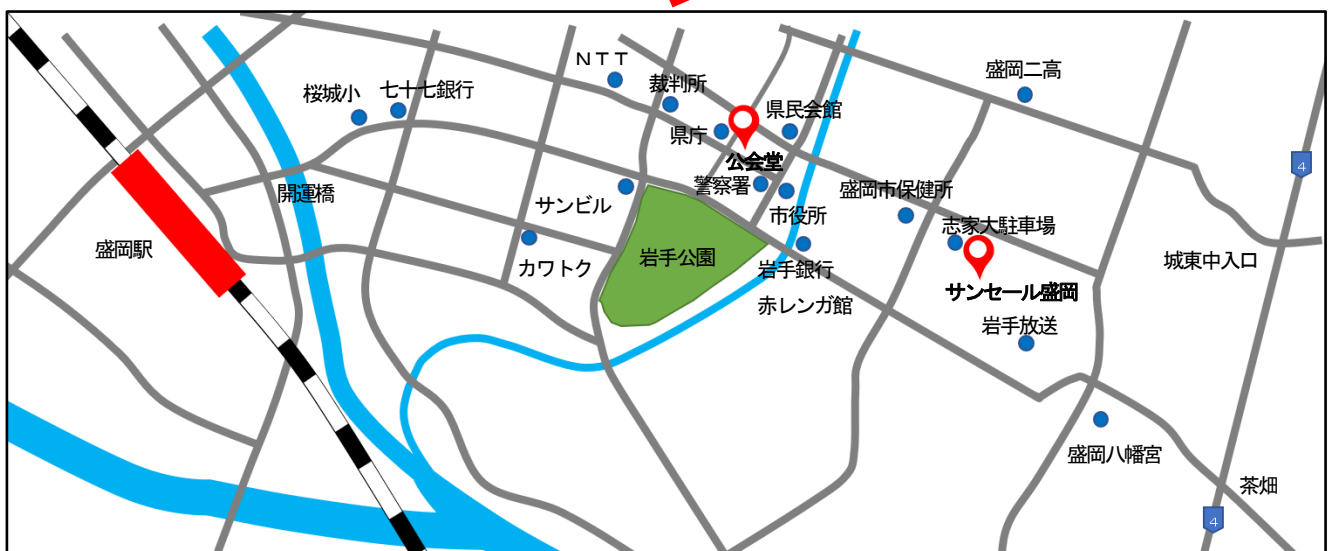 ＮＴＴ
盛岡二高
裁判所
七十七銀行
桜城小
県民会館
県庁
公会堂
4
警察署
開運橋
盛岡市保健所
サンビル
市役所
志家大駐車場
盛岡駅
岩手公園
城東中入口
カワトク
岩手銀行
赤レンガ館
サンセール盛岡
岩手放送
盛岡八幡宮
茶畑
4